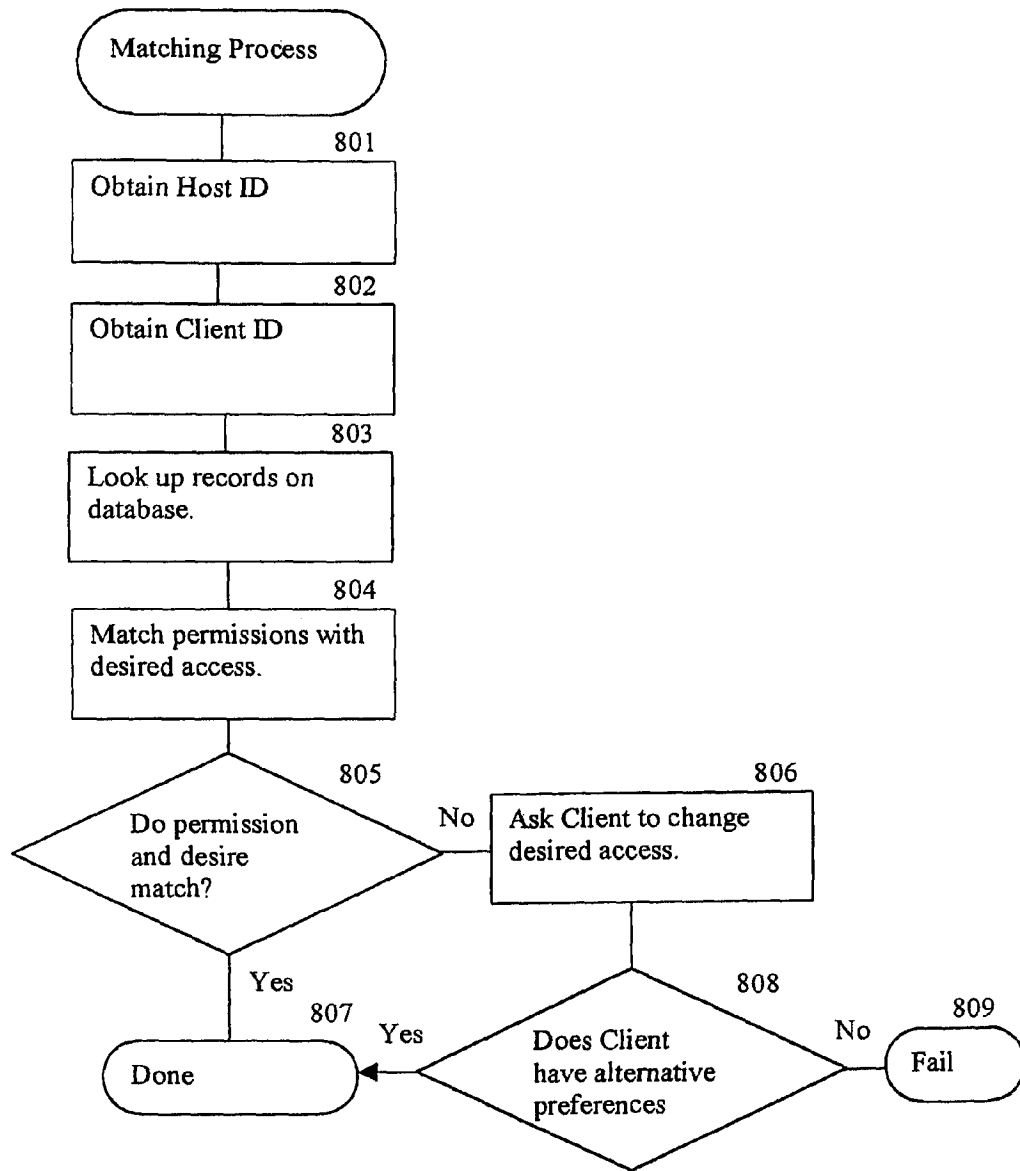 Matching Process
801
Obtain Host ID
802
Obtain Client ID
803
Look up records on
database.
804
Match permissions with
desired access.
805
Do permission
and desire
match?
No
806
Ask Client to change
desired access.
Yes
807
Done
Yes
808
Does Client
have alternative
preferences
No
809
Fail